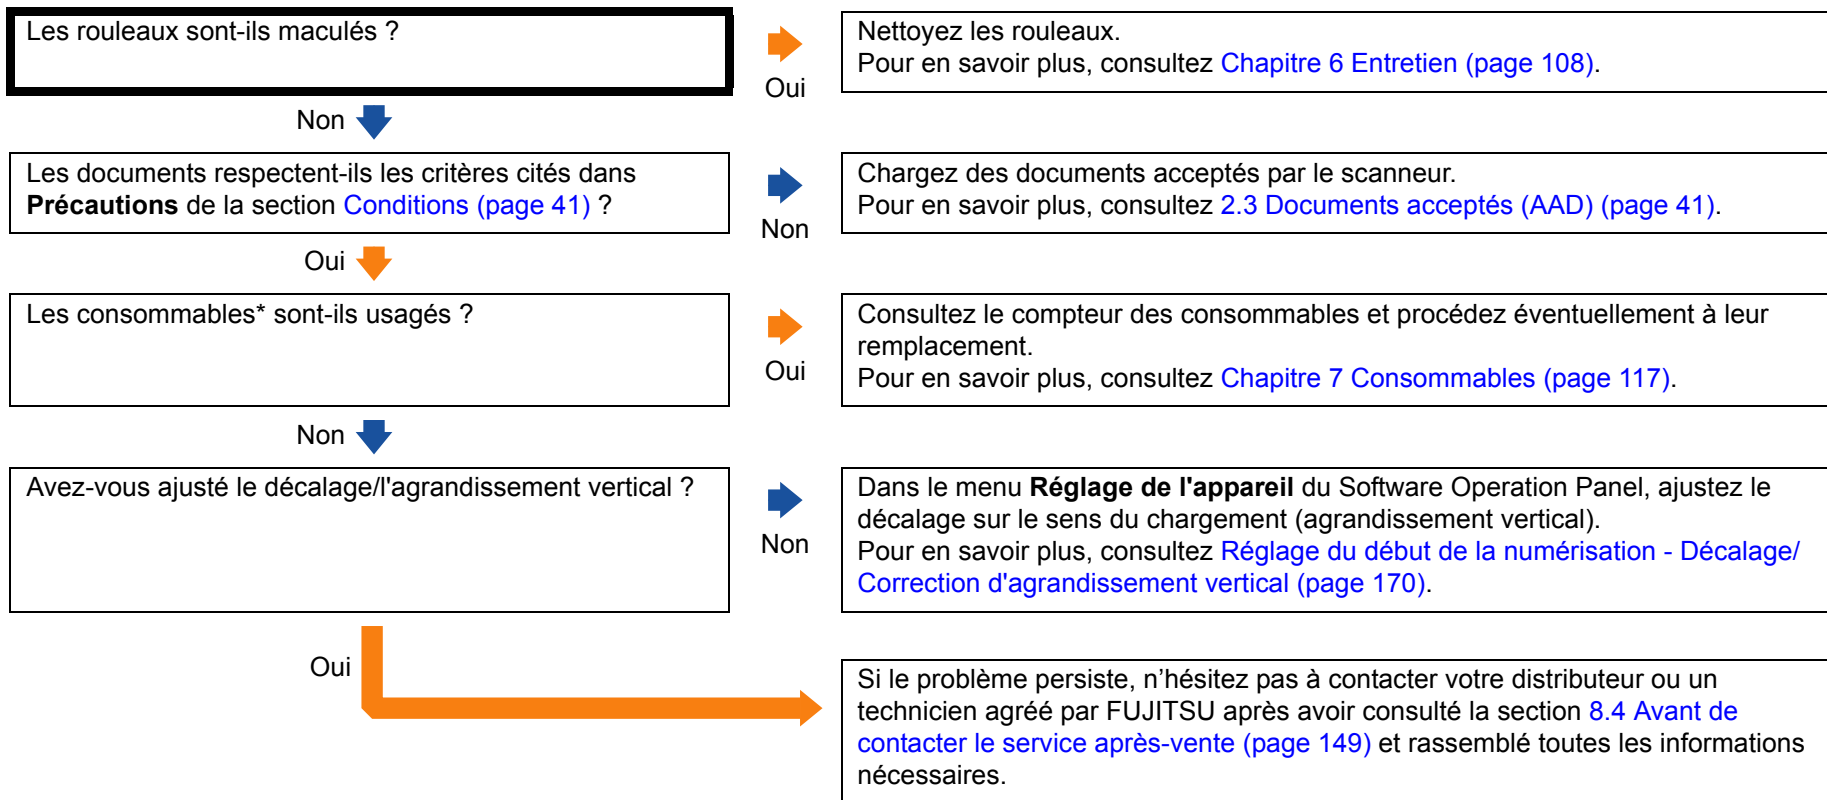 Les rouleaux sont-ils maculés ?
Oui
Nettoyez les rouleaux.
Pour en savoir plus, consultez Chapitre 6 Entretien (page 108).
Non
Les documents respectent-ils les critères cités dans
Précautions de la section Conditions (page 41) ?
Non
Chargez des documents acceptés par le scanneur.
Pour en savoir plus, consultez 2.3 Documents acceptés (AAD) (page 41).
Oui
Les consommables* sont-ils usagés ?
Oui
Consultez le compteur des consommables et procédez éventuellement à leur
remplacement.
Pour en savoir plus, consultez Chapitre 7 Consommables (page 117).
Non
Avez-vous ajusté le décalage/l'agrandissement vertical ?
Non
Dans le menu Réglage de l'appareil du Software Operation Panel, ajustez le
décalage sur le sens du chargement (agrandissement vertical).
Pour en savoir plus, consultez Réglage du début de la numérisation - Décalage/
Correction d'agrandissement vertical (page 170).
Oui
Si le problème persiste, n’hésitez pas à contacter votre distributeur ou un
technicien agréé par FUJITSU après avoir consulté la section 8.4 Avant de
contacter le service après-vente (page 149) et rassemblé toutes les informations
nécessaires.